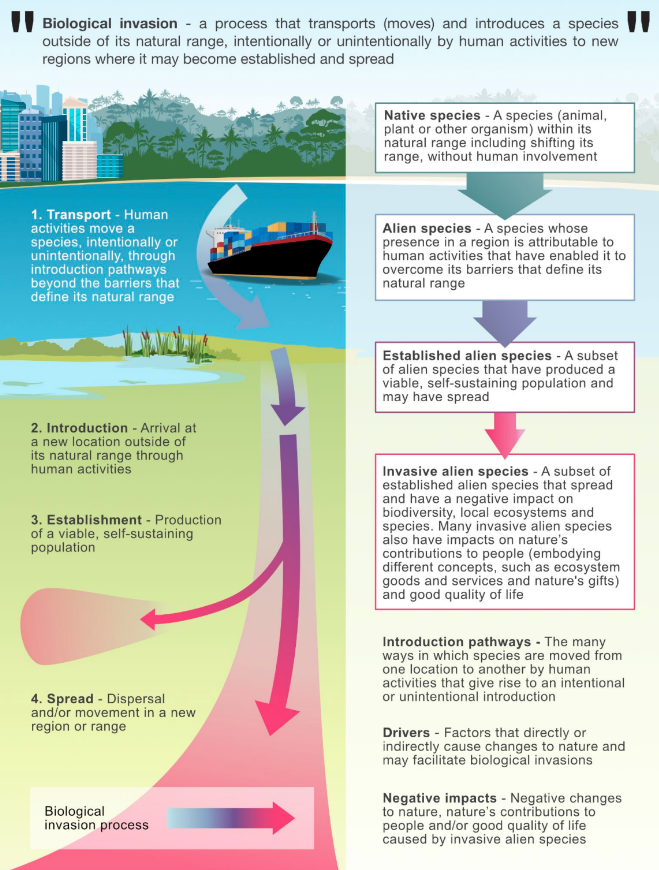 " Biological invasion - a process that transports (moves) and introduces a species "
outside of its natural range, intentionally or unintentionally by human activities to new
regions where it may become established and spread
Native species - A species (animal,
plant or other organism) within its
natural range including shifting its
range, without human involvement
1. Transport - Human
activities move a
species, intentionally or
unintentionally, through
introduction pathways
beyond the barriers that
define its natural range
Alien species - A species whose
presence in a region is attributable to
human activities that have enabled it to
overcome its barriers that define its
natural range
Established alien species - A subset
of alien species that have produced a
viable, self-sustaining population and
may have spread
2. Introduction - Arrival at
a new location outside of
its natural range through
human activities
3. Establishment - Production
of a viable, self-sustaining
population
Invasive alien species - A subset of
established alien species that spread
and have a negative impact on
biodiversity, local ecosystems and
species. Many invasive alien species
also have impacts on nature's
contributions to people (embodying
different concepts, such as ecosystem
goods and services and nature's gifts)
and good quality of life
4. Spread - Dispersal
and/or movement in a new
region or range
Introduction pathways - The many
ways in which species are moved from
one location to another by human
activities that give rise to an intentional
or unintentional introduction
Drivers - Factors that directly or
indirectly cause changes to nature and
may facilitate biological invasions
Negative impacts - Negative changes
to nature, nature's contributions to
people and/or good quality of life
caused by invasive alien species
Biological
invasion process